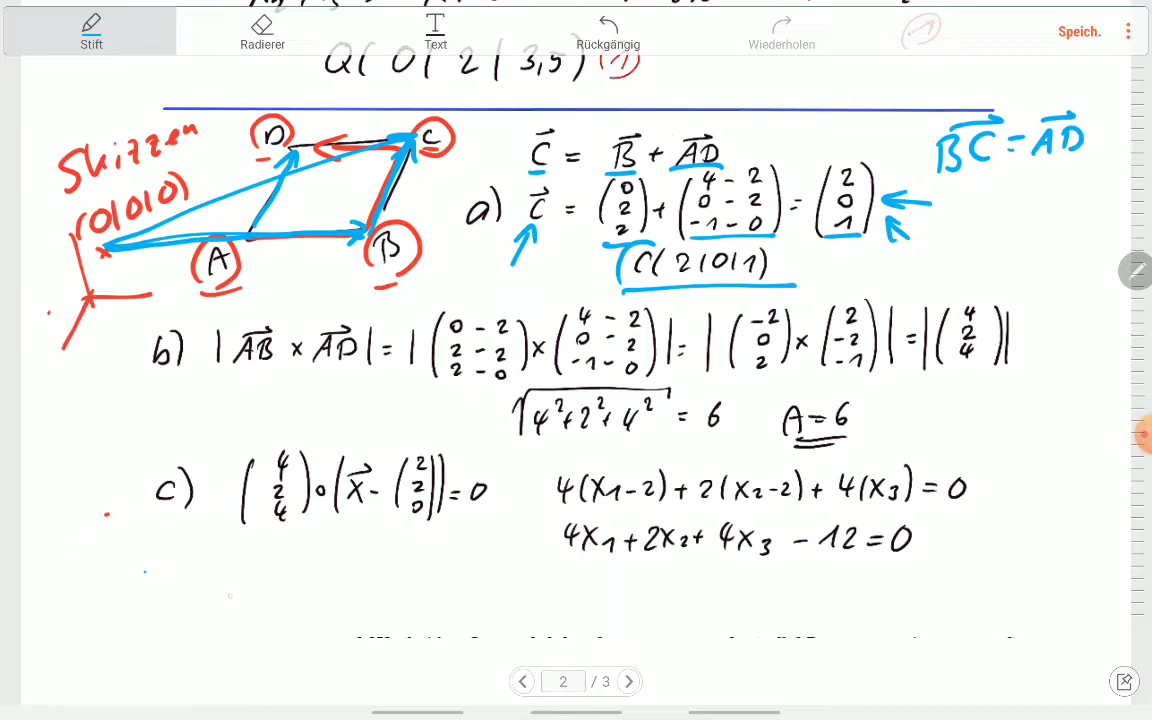 Stift Radierer Text Rückgängig Wiederholen Speich.
Q( 0 | 2 | 3,5 )
Skizzen
(0|0|0)
D C
A B
C⃗ = B⃗ + AD⃗
BC⃗ = AD⃗
a) C⃗ = (0 2 2) + (4 - 2 0 - 2 -1 - 0) = (2 0 1)
C( 2 | 0 | 1 )
b) | AB⃗ × AD⃗ | = | (0 - 2 2 - 2 2 - 0) × (4 - 2 0 - 2 -1 - 0) | = | (-2 0 2) × (2 -2 -1) | = | (4 2 4) |
√4² + 2² + 4² = 6 A = 6
c) (4 2 4) ∘ (X⃗ - (2 2 0)) = 0 4(X1 - 2) + 2(X2 - 2) + 4(X3) = 0
4X1 + 2X2 + 4X3 - 12 = 0
2 / 3